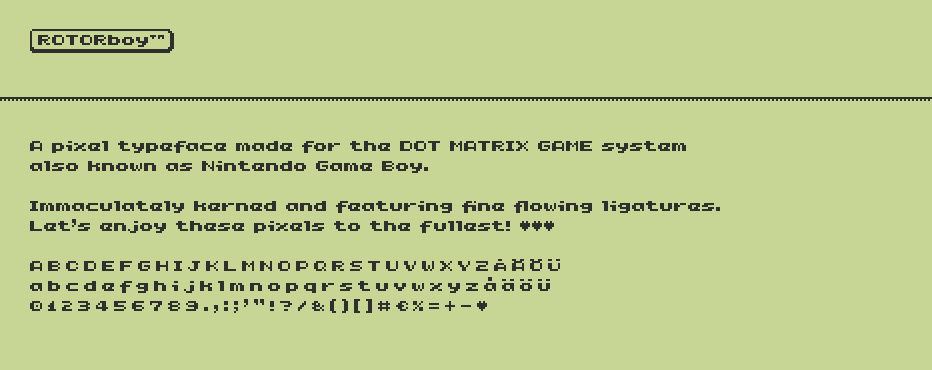 ROTORboy™
A pixel typeface made for the DOT MATRIX GAME system
also known as Nintendo Game Boy.
Immaculately kerned and featuring fine flowing ligatures.
Let's enjoy these pixels to the fullest! ♥♥♥
ABCDEFGHIJKLMNOPQRSTUVWXYZÅÄÖÜ
abcdefghijklmnopqrstuvwxyzåäöü
0123456789.,:;'"!?/&()[]#€%=+-♥